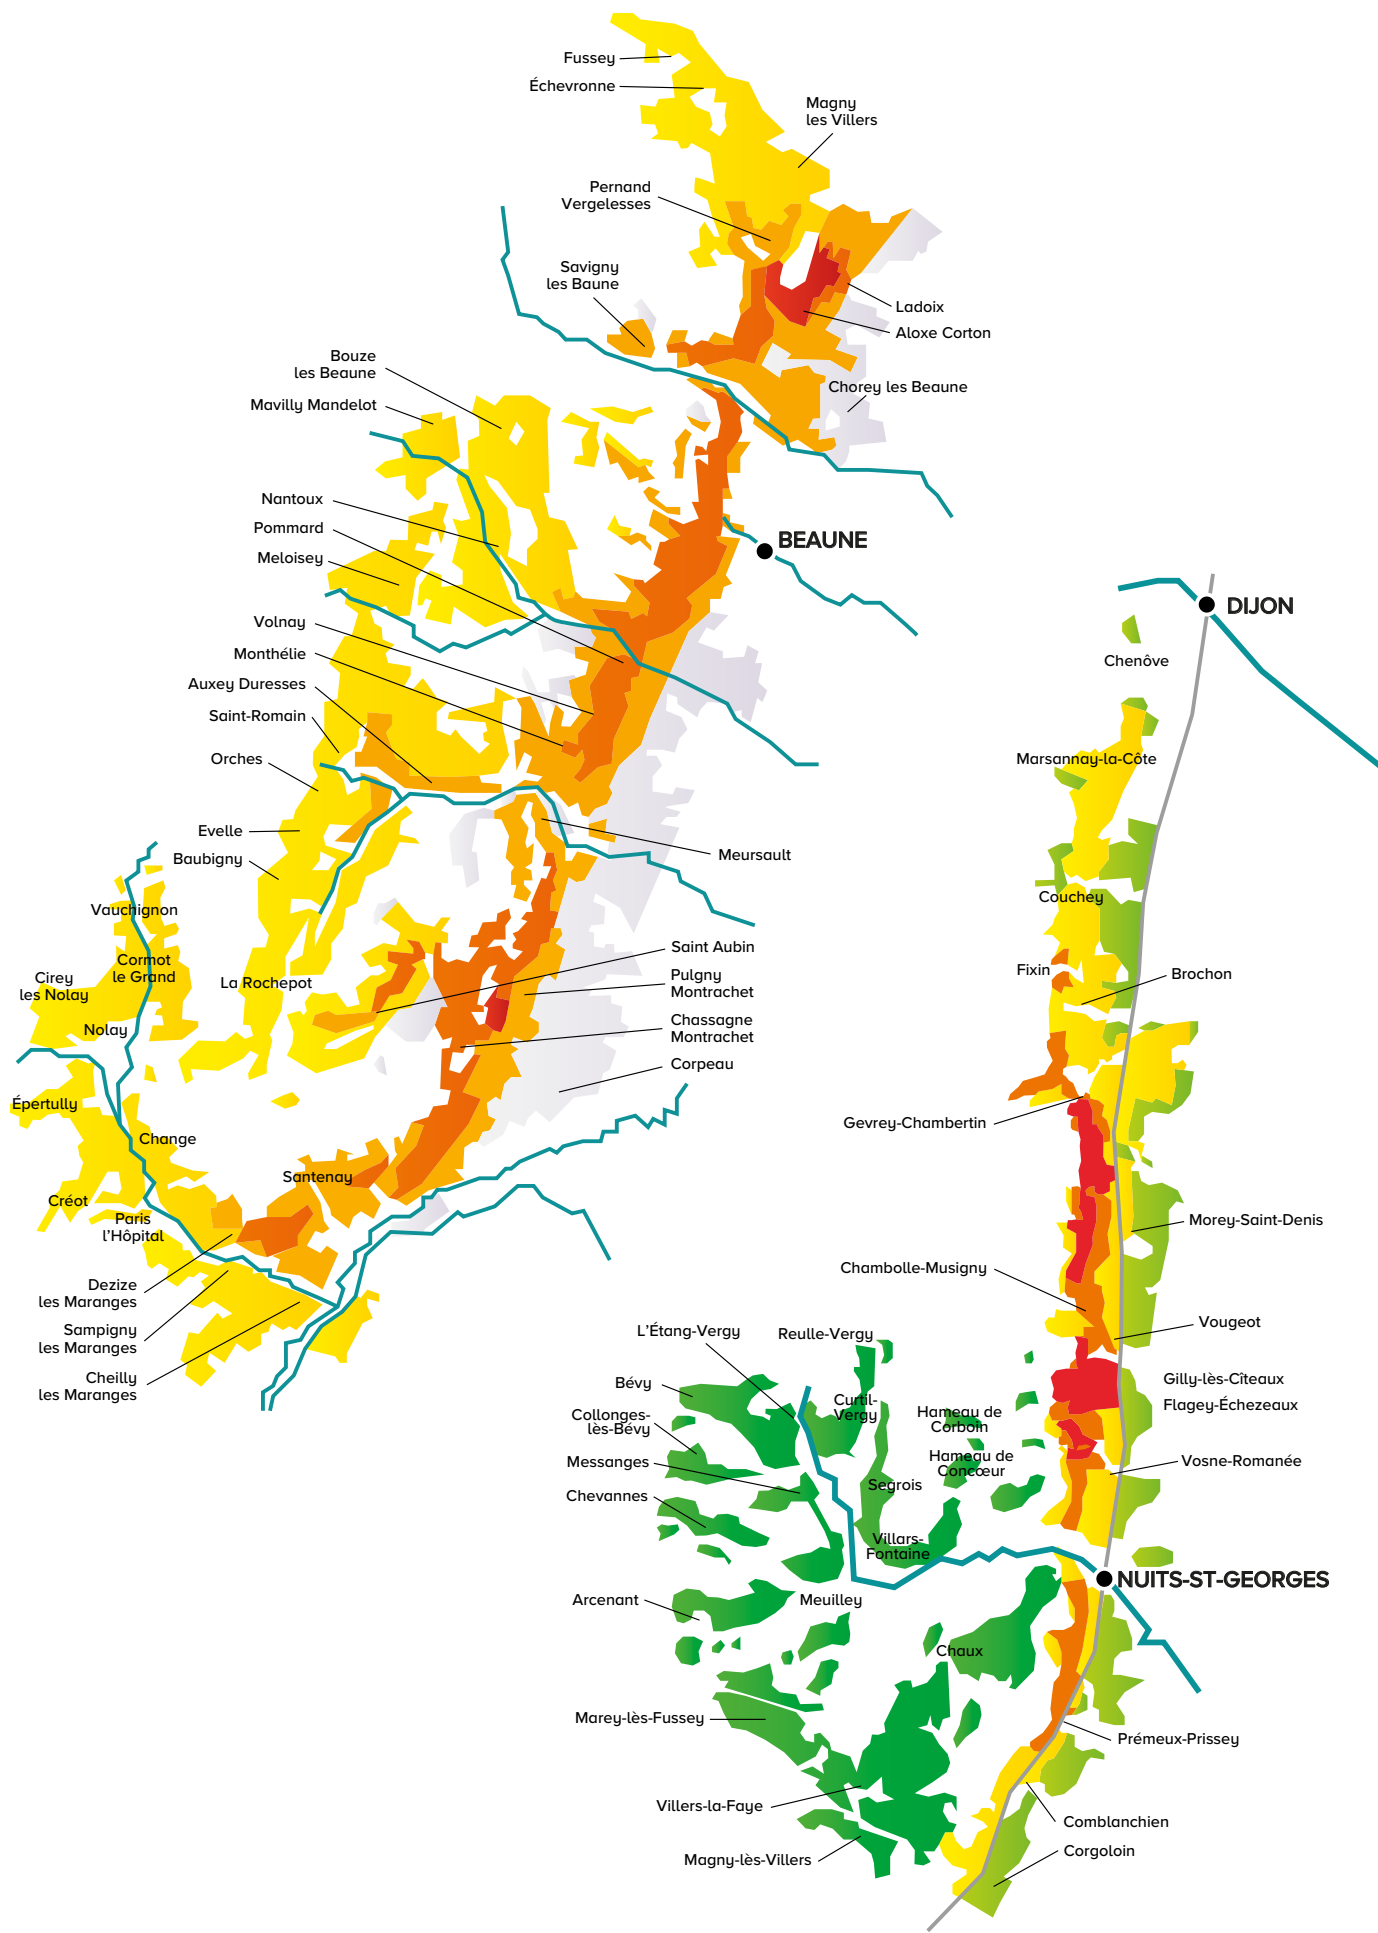 Fussey
Échevronne
Magny
les Villers
Pernand
Vergelesses
Savigny
les Baune
Ladoix
Aloxe Corton
Bouze
les Beaune
Chorey les Beaune
Mavilly Mandelot
Nantoux
Pommard
Meloisey
BEAUNE
Volnay
Monthélie
Auxey Duresses
Saint-Romain
Orches
Evelle
Baubigny
Meursault
Vauchignon
Cormot
le Grand
Cirey
les Nolay
La Rochepot
Nolay
Saint Aubin
Pulgny
Montrachet
Chassagne
Montrachet
Corpeau
Épertully
Change
Santenay
Créot
Paris
l'Hôpital
Dezize
les Maranges
Sampigny
les Maranges
Cheilly
les Maranges
DIJON
Chenôve
Marsannay-la-Côte
Couchey
Fixin
Brochon
Gevrey-Chambertin
Morey-Saint-Denis
Chambolle-Musigny
Vougeot
L'Étang-Vergy
Reulle-Vergy
Gilly-lès-Cîteaux
Flagey-Échezeaux
Bévy
Curtil-
Vergy
Collonges-
lès-Bévy
Hameau de
Corboin
Messanges
Hameau de
Concœur
Vosne-Romanée
Chevannes
Segrois
Villars-
Fontaine
NUITS-ST-GEORGES
Arcenant
Meuilley
Chaux
Marey-lès-Fussey
Prémeux-Prissey
Villers-la-Faye
Comblanchien
Magny-lès-Villers
Corgoloin